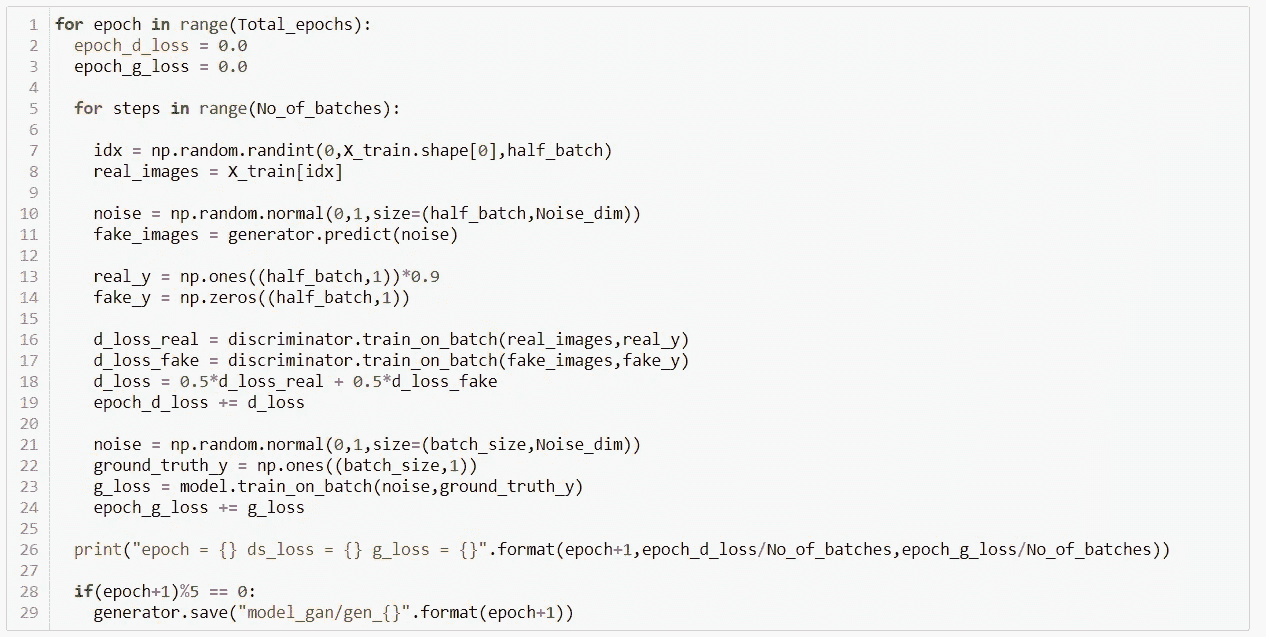 1 for epoch in range(Total_epochs):
2   epoch_d_loss = 0.0
3   epoch_g_loss = 0.0
4
5   for steps in range(No_of_batches):
6
7     idx = np.random.randint(0,X_train.shape[0],half_batch)
8     real_images = X_train[idx]
9
10     noise = np.random.normal(0,1,size=(half_batch,Noise_dim))
11     fake_images = generator.predict(noise)
12
13     real_y = np.ones((half_batch,1))*0.9
14     fake_y = np.zeros((half_batch,1))
15
16     d_loss_real = discriminator.train_on_batch(real_images,real_y)
17     d_loss_fake = discriminator.train_on_batch(fake_images,fake_y)
18     d_loss = 0.5*d_loss_real + 0.5*d_loss_fake
19     epoch_d_loss += d_loss
20
21     noise = np.random.normal(0,1,size=(batch_size,Noise_dim))
22     ground_truth_y = np.ones((batch_size,1))
23     g_loss = model.train_on_batch(noise,ground_truth_y)
24     epoch_g_loss += g_loss
25
26   print("epoch = {} ds_loss = {} g_loss = {}".format(epoch+1,epoch_d_loss/No_of_batches,epoch_g_loss/No_of_batches))
27
28   if(epoch+1)%5 == 0:
29     generator.save("model_gan/gen_{}".format(epoch+1))